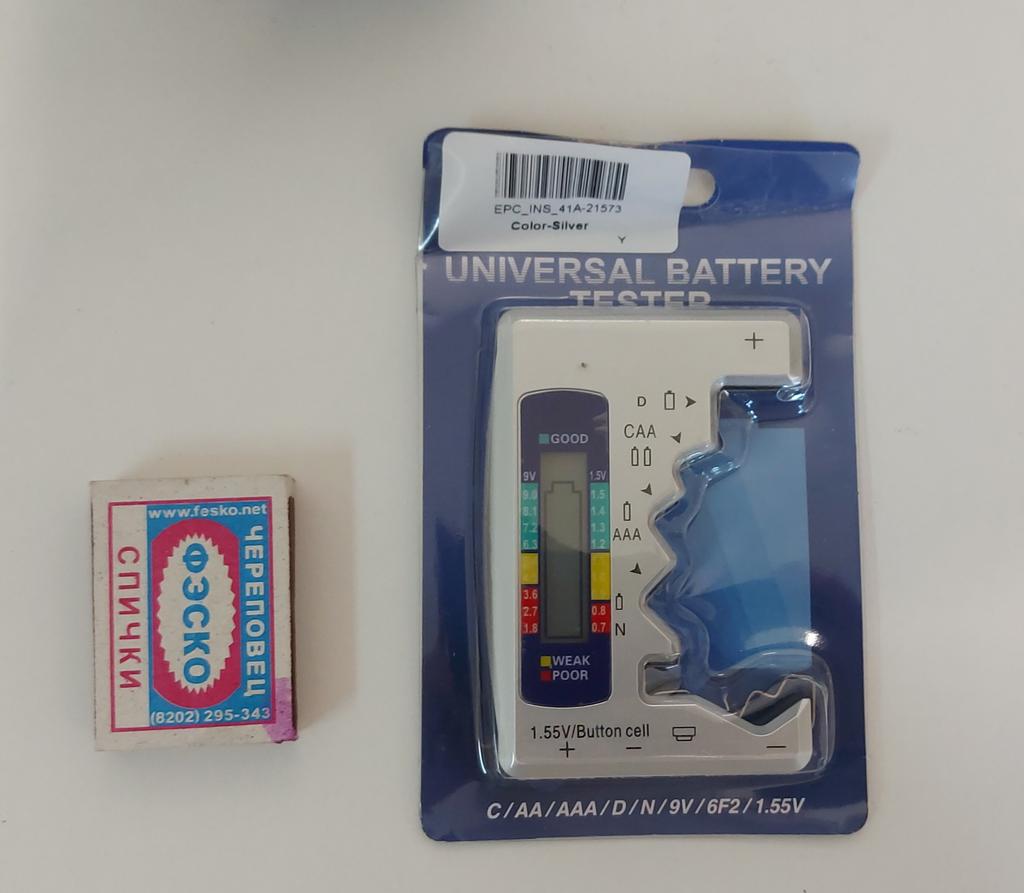 EPC_INS_41A-21573
Color-Silver
Y
UNIVERSAL BATTERY
TESTER
+
D
CAA
AAA
N
GOOD
9V 1.5V
9.0 1.5
8.1 1.4
7.2 1.3
6.3 1.2
3.6
2.7 0.8
1.8 0.7
WEAK
POOR
1.55V/Button cell
+ − −
C / AA / AAA / D / N / 9V / 6F2 / 1.55V
www.fesko.net
ЧЕРЕПОВЕЦ
ФЭСКО
СПИЧКИ
(8202) 295-343